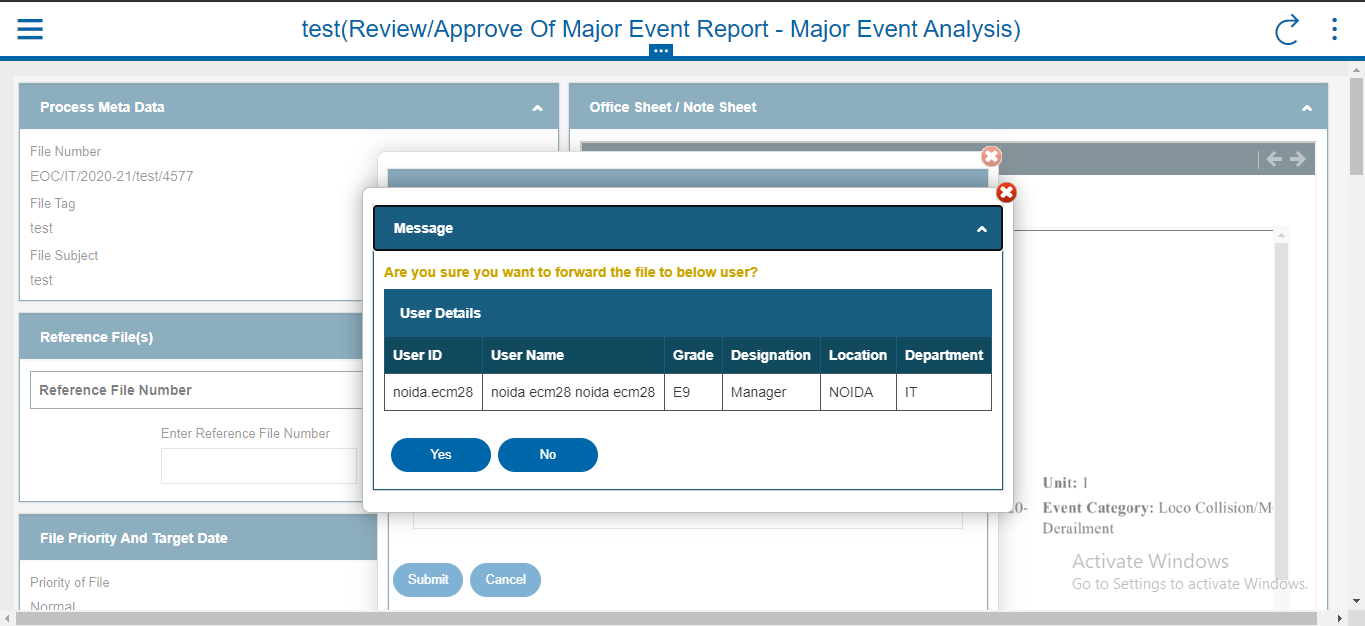 test(Review/Approve Of Major Event Report - Major Event Analysis)
Process Meta Data
File Number
EOC/IT/2020-21/test/4577
File Tag
test
File Subject
test
Reference File(s)
Reference File Number
Enter Reference File Number
File Priority And Target Date
Priority of File
Normal
Office Sheet / Note Sheet
Message
Are you sure you want to forward the file to below user?
User Details
User ID User Name Grade Designation Location Department
noida.ecm28 noida ecm28 noida ecm28 E9 Manager NOIDA IT
Yes No
Submit Cancel
Unit: 1
Event Category: Loco Collision/M
Derailment
Activate Windows
Go to Settings to activate Windows.